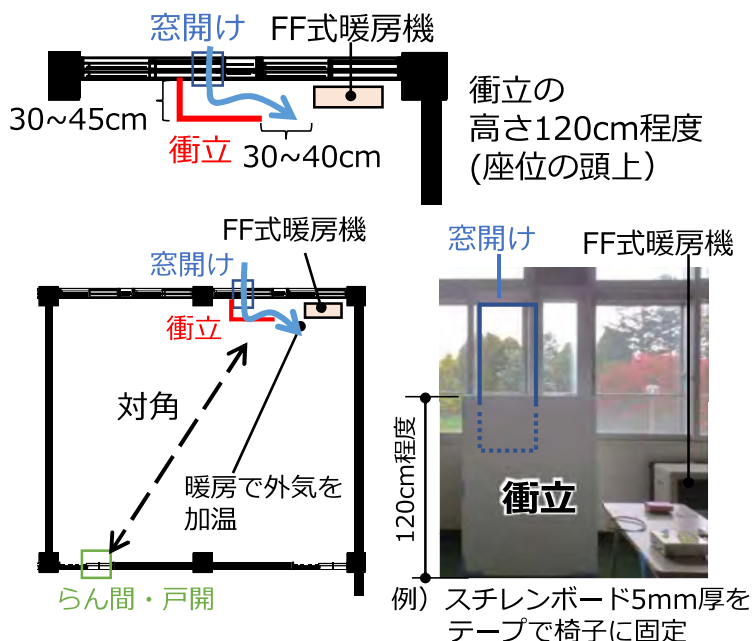 窓開け
FF式暖房機
30~45cm
衝立
30~40cm
衝立の
高さ120cm程度
(座位の頭上）
FF式暖房機
窓開け
衝立
対角
暖房で外気を
加温
らん間・戸開
窓開け
FF式暖房機
120cm程度
衝立
例）スチレンボード5mm厚を
テープで椅子に固定